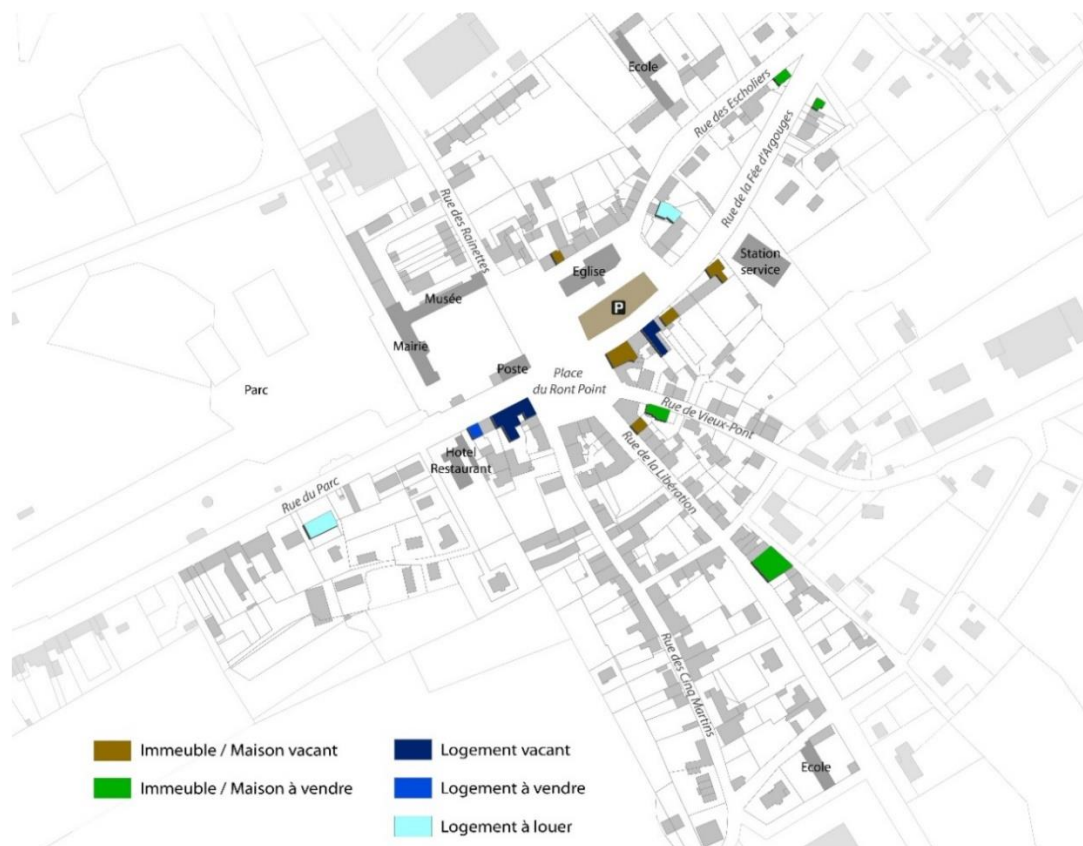 Ecole
Rue des Escholiers
Rue de la Fée d'Argouges
Rue des Rainettes
Eglise
Station
service
Musée
P
Mairie
Poste
Place
du Ront Point
Parc
Rue de Vieux-Pont
Hotel
Restaurant
Rue de la Libération
Rue du Parc
Rue des Cinq Martins
Ecole
Immeuble / Maison vacant
Immeuble / Maison à vendre
Logement vacant
Logement à vendre
Logement à louer